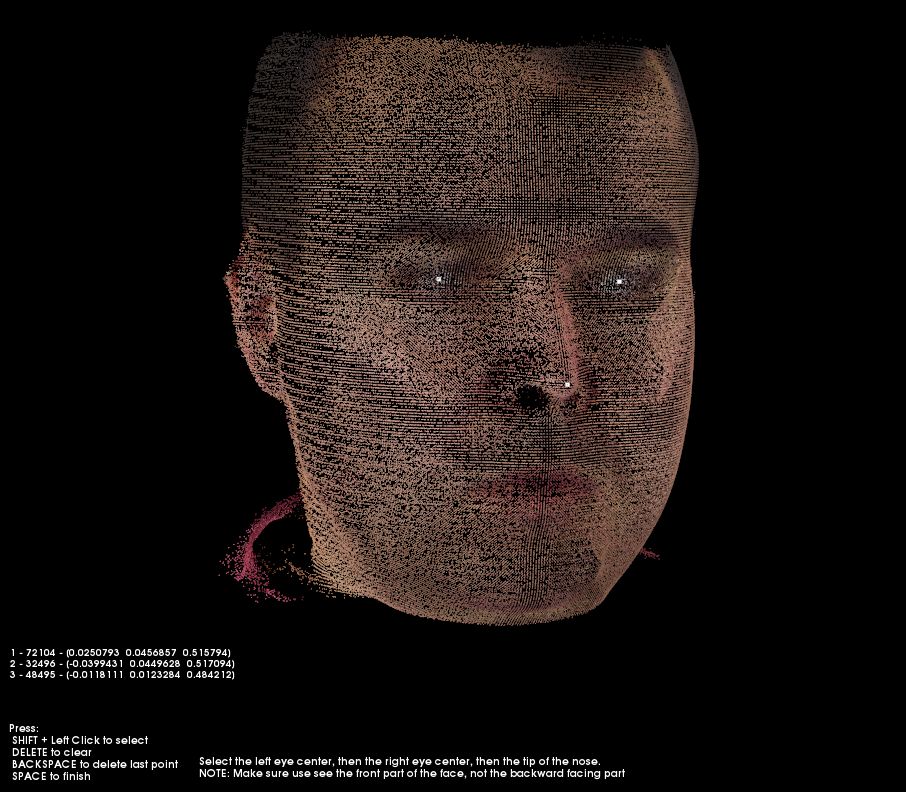 1 - 72104 - (0.0250793 0.0456857 0.515794)
2 - 32496 - (-0.0399431 0.0449628 0.517094)
3 - 48495 - (-0.0118111 0.0123284 0.484212)
Press:
SHIFT + Left Click to select
DELETE to clear
BACKSPACE to delete last point
SPACE to finish
Select the left eye center, then the right eye center, then the tip of the nose.
NOTE: Make sure use see the front part of the face, not the backward facing part